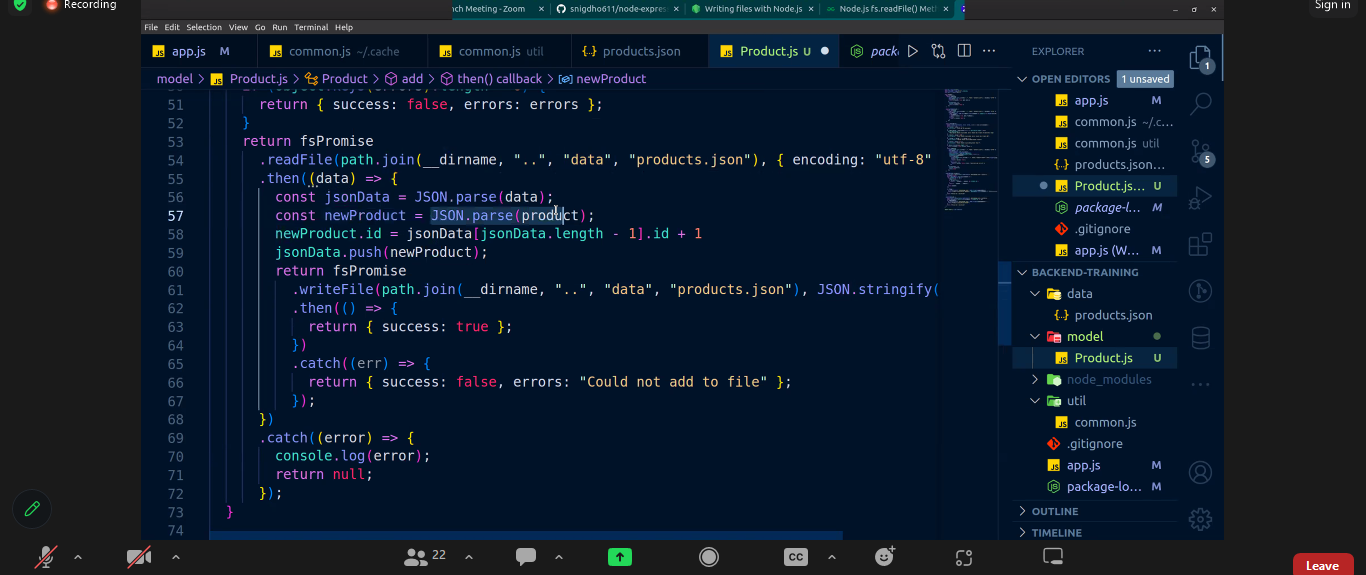 Recording
Sign in
nch Meeting - Zoom × snigdho611/node-expres × Writing files with Node.js × Node.js fs.readFile() Met ×
File Edit Selection View Go Run Terminal Help
app.js M common.js ~/.cache common.js util products.json Product.js U pack
model > Product.js > Product > add > then() callback > newProduct
51 return { success: false, errors: errors };
52 }
53 return fsPromise
54 .readFile(path.join(__dirname, "..", "data", "products.json"), { encoding: "utf-8"
55 .then((data) => {
56 const jsonData = JSON.parse(data);
57 const newProduct = JSON.parse(product);
58 newProduct.id = jsonData[jsonData.length - 1].id + 1
59 jsonData.push(newProduct);
60 return fsPromise
61 .writeFile(path.join(__dirname, "..", "data", "products.json"), JSON.stringify(
62 .then(() => {
63 return { success: true };
64 })
65 .catch((err) => {
66 return { success: false, errors: "Could not add to file" };
67 });
68 })
69 .catch((error) => {
70 console.log(error);
71 return null;
72 });
73 }
74
EXPLORER
OPEN EDITORS 1 unsaved
app.js M
common.js ~/.c...
common.js util
products.json...
Product.js... U
package-l... M
.gitignore
app.js (W... M
BACKEND-TRAINING
data
products.json
model
Product.js U
node_modules
util
common.js
.gitignore
app.js M
package-lo... M
OUTLINE
TIMELINE
1
5
22
CC
Leave